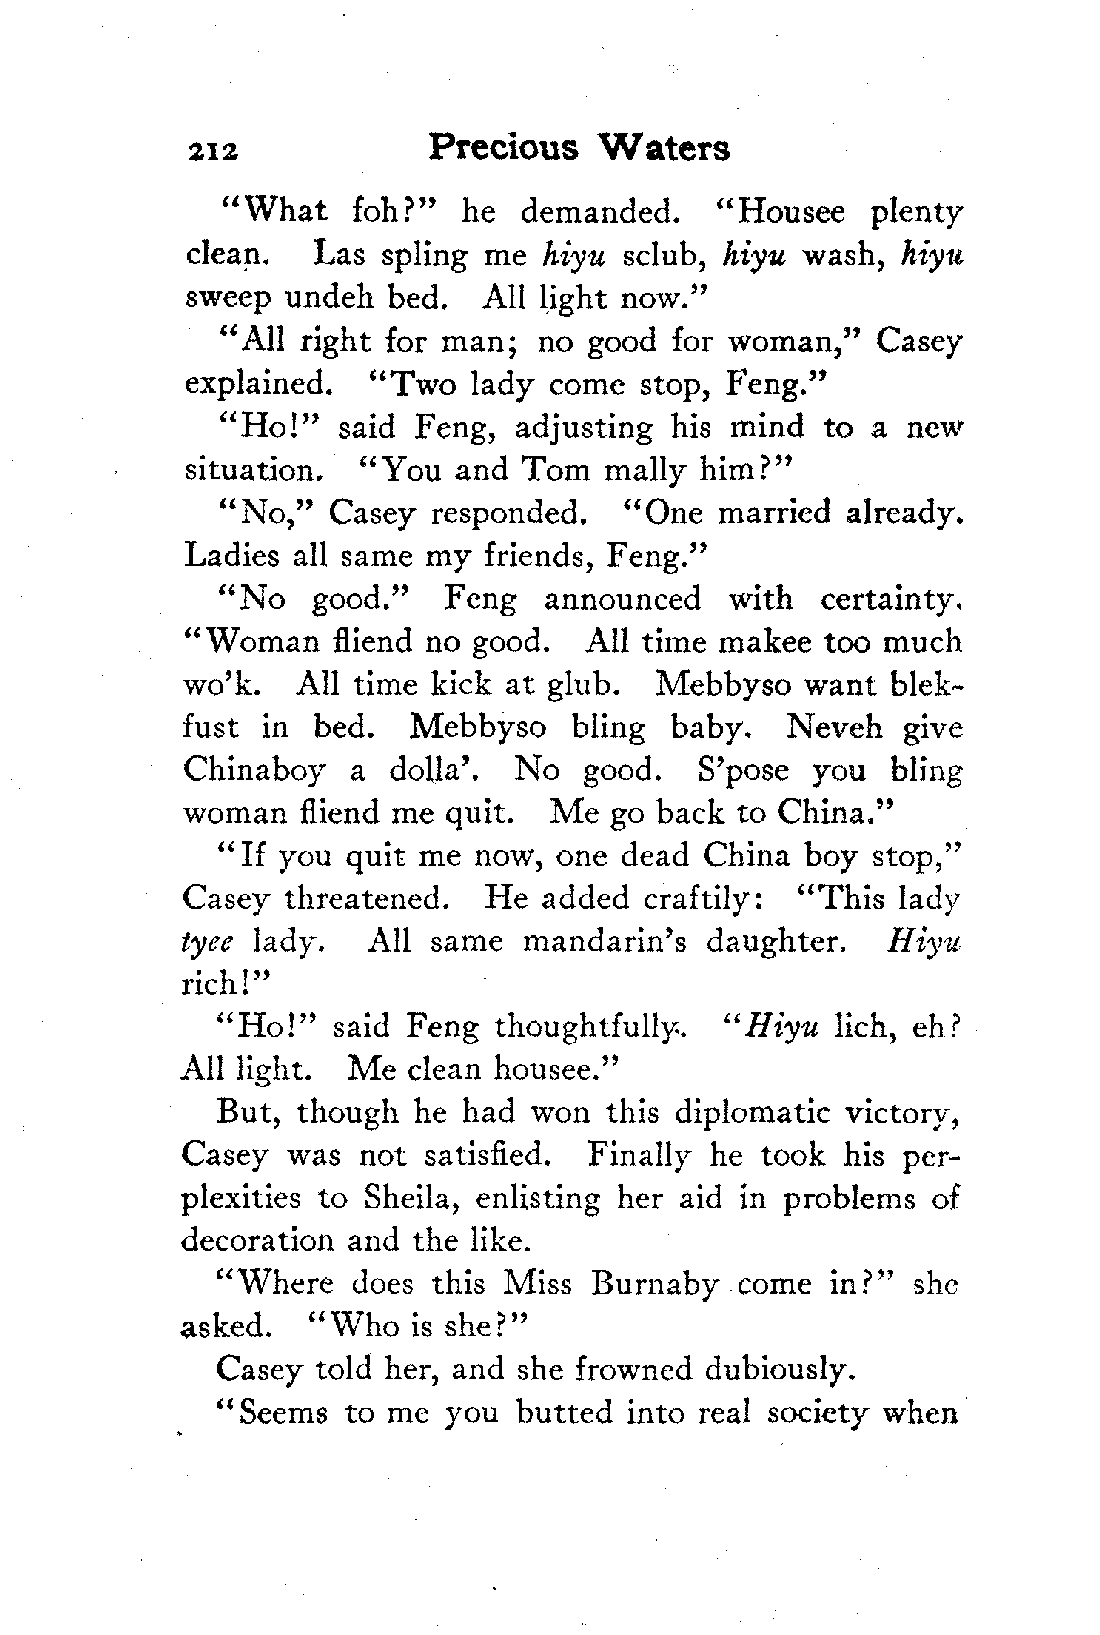 212 Precious Waters
“What foh?” he demanded. “Housee plenty
clean. Las spling me hiyu sclub, hiyu wash, hiyu
sweep undeh bed. All light now.”
“All right for man; no good for woman,” Casey
explained. “Two lady come stop, Feng.”
“Ho!” said Feng, adjusting his mind to a new
situation. “You and Tom mally him?”
“No,” Casey responded. “One married already.
Ladies all same my friends, Feng.”
“No good.” Feng announced with certainty.
“Woman fliend no good. All time makee too much
wo’k. All time kick at glub. Mebbyso want blek-
fust in bed. Mebbyso bling baby. Neveh give
Chinaboy a dolla’. No good. S’pose you bling
woman fliend me quit. Me go back to China.”
“If you quit me now, one dead China boy stop,”
Casey threatened. He added craftily: “This lady
tyee lady. All same mandarin’s daughter. Hiyu
rich!”
“Ho!” said Feng thoughtfully. “Hiyu lich, eh?
All light. Me clean housee.”
But, though he had won this diplomatic victory,
Casey was not satisfied. Finally he took his per-
plexities to Sheila, enlisting her aid in problems of
decoration and the like.
“Where does this Miss Burnaby come in?” she
asked. “Who is she?”
Casey told her, and she frowned dubiously.
“Seems to me you butted into real society when